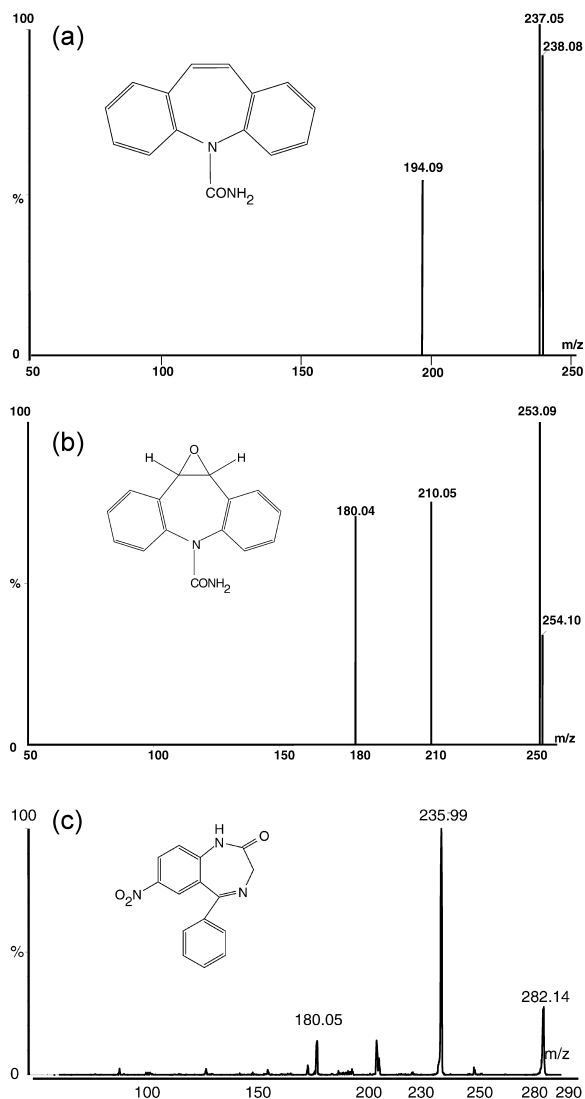 100
(a)
237.05
238.08
194.09
N
CONH2
%
0
m/z
50 100 150 200 250
100
(b)
253.09
O
H H
180.04
210.05
N
CONH2
%
254.10
0
m/z
50 100 150 180 210 250
100
(c)
235.99
H
N
O
O2N
N
%
180.05
282.14
m/z
0
100 150 200 230 250 280 290